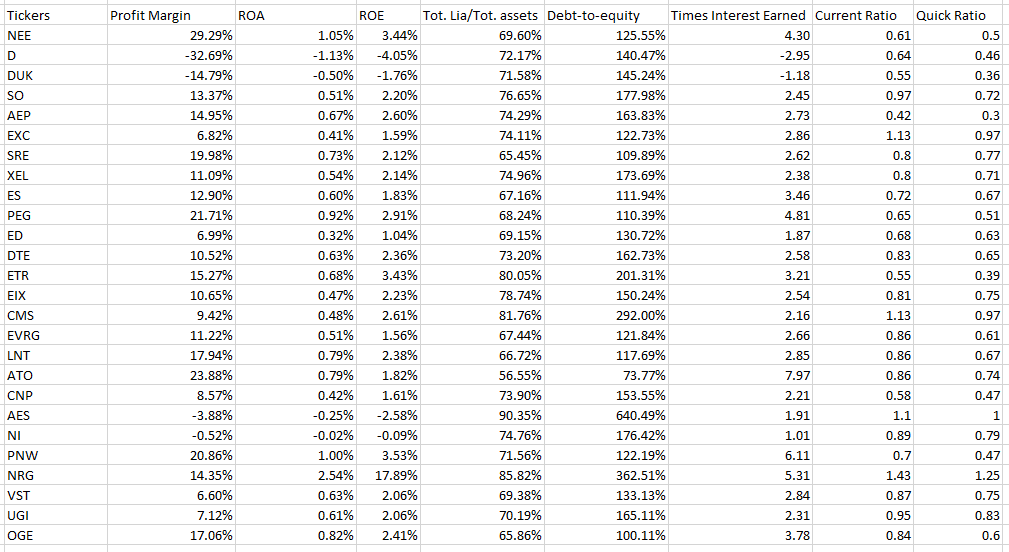 Tickers Profit Margin ROA ROE Tot. Lia/Tot. assets Debt-to-equity Times Interest Earned Current Ratio Quick Ratio
NEE 29.29% 1.05% 3.44% 69.60% 125.55% 4.30 0.61 0.5
D -32.69% -1.13% -4.05% 72.17% 140.47% -2.95 0.64 0.46
DUK -14.79% -0.50% -1.76% 71.58% 145.24% -1.18 0.55 0.36
SO 13.37% 0.51% 2.20% 76.65% 177.98% 2.45 0.97 0.72
AEP 14.95% 0.67% 2.60% 74.29% 163.83% 2.73 0.42 0.3
EXC 6.82% 0.41% 1.59% 74.11% 122.73% 2.86 1.13 0.97
SRE 19.98% 0.73% 2.12% 65.45% 109.89% 2.62 0.8 0.77
XEL 11.09% 0.54% 2.14% 74.96% 173.69% 2.38 0.8 0.71
ES 12.90% 0.60% 1.83% 67.16% 111.94% 3.46 0.72 0.67
PEG 21.71% 0.92% 2.91% 68.24% 110.39% 4.81 0.65 0.51
ED 6.99% 0.32% 1.04% 69.15% 130.72% 1.87 0.68 0.63
DTE 10.52% 0.63% 2.36% 73.20% 162.73% 2.58 0.83 0.65
ETR 15.27% 0.68% 3.43% 80.05% 201.31% 3.21 0.55 0.39
EIX 10.65% 0.47% 2.23% 78.74% 150.24% 2.54 0.81 0.75
CMS 9.42% 0.48% 2.61% 81.76% 292.00% 2.16 1.13 0.97
EVRG 11.22% 0.51% 1.56% 67.44% 121.84% 2.66 0.86 0.61
LNT 17.94% 0.79% 2.38% 66.72% 117.69% 2.85 0.86 0.67
ATO 23.88% 0.79% 1.82% 56.55% 73.77% 7.97 0.86 0.74
CNP 8.57% 0.42% 1.61% 73.90% 153.55% 2.21 0.58 0.47
AES -3.88% -0.25% -2.58% 90.35% 640.49% 1.91 1.1 1
NI -0.52% -0.02% -0.09% 74.76% 176.42% 1.01 0.89 0.79
PNW 20.86% 1.00% 3.53% 71.56% 122.19% 6.11 0.7 0.47
NRG 14.35% 2.54% 17.89% 85.82% 362.51% 5.31 1.43 1.25
VST 6.60% 0.63% 2.06% 69.38% 133.13% 2.84 0.87 0.75
UGI 7.12% 0.61% 2.06% 70.19% 165.11% 2.31 0.95 0.83
OGE 17.06% 0.82% 2.41% 65.86% 100.11% 3.78 0.84 0.6